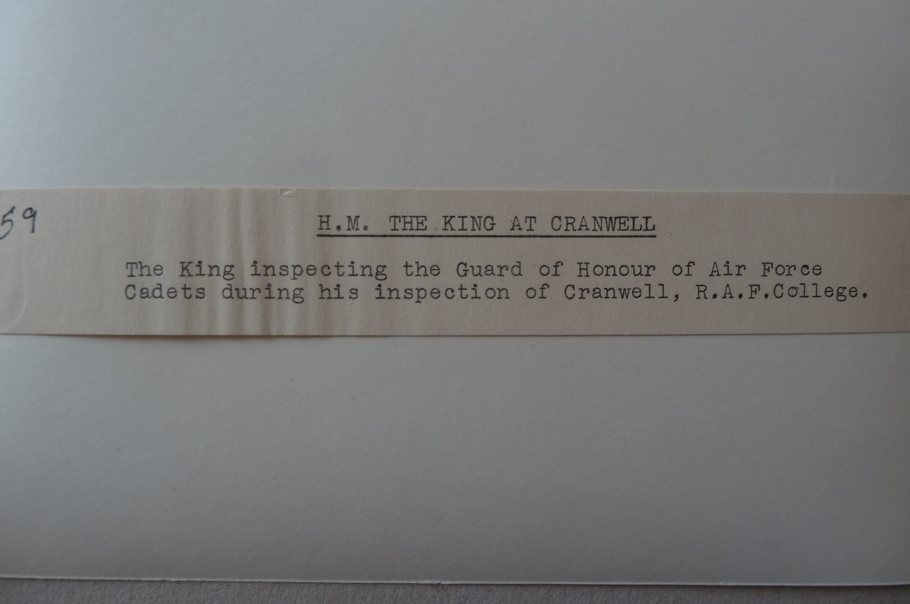 59
H.M. THE KING AT CRANWELL
The King inspecting the Guard of Honour of Air Force
Cadets during his inspection of Cranwell, R.A.F.College.